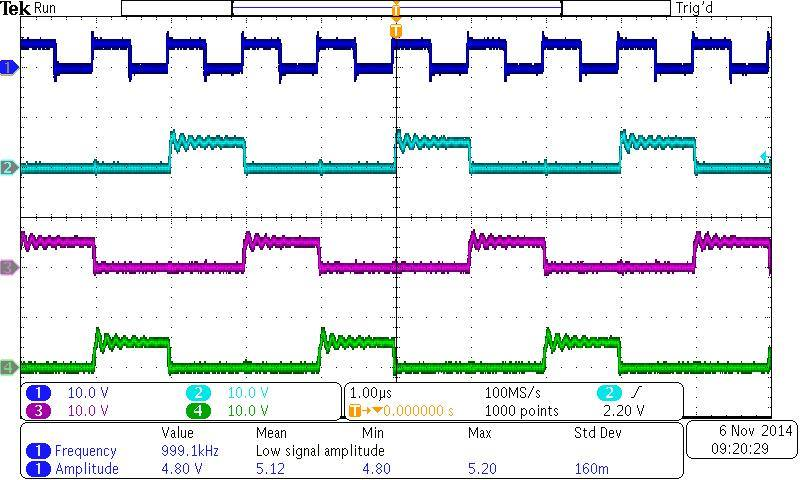 Tek Run Trig'd
T
T
1
2
3
4
1 10.0 V 2 10.0 V
3 10.0 V 4 10.0 V
1.00µs 100MS/s 2
T→▼0.000000 s 1000 points 2.20 V
Value Mean Min Max Std Dev
1 Frequency 999.1kHz Low signal amplitude
1 Amplitude 4.80 V 5.12 4.80 5.20 160m
6 Nov 2014
09:20:29